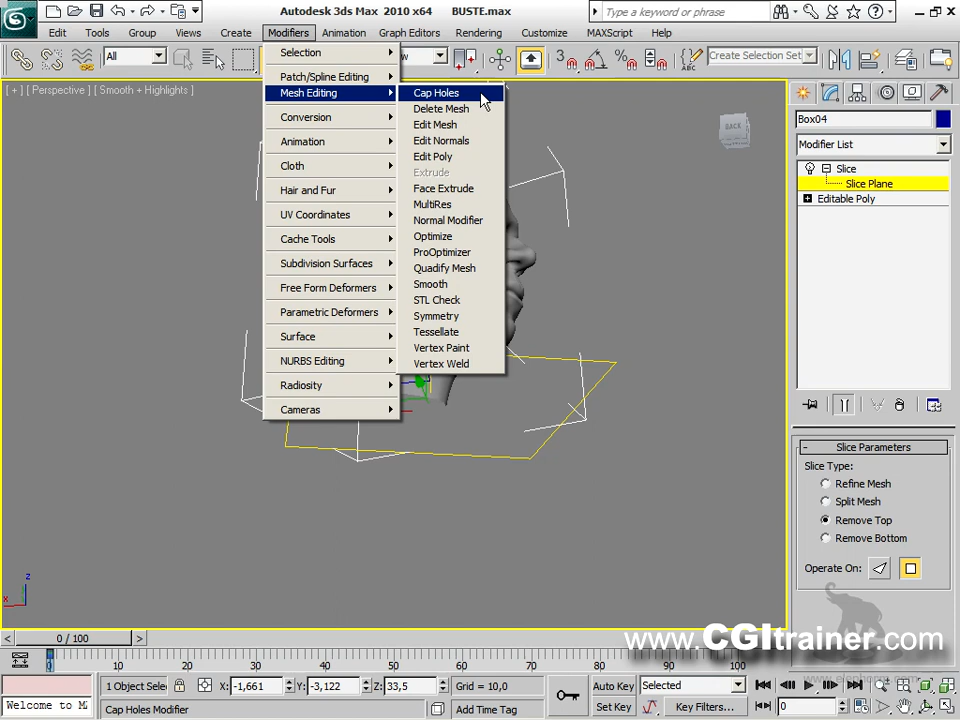 Autodesk 3ds Max 2010 x64 BUSTE.max
Type a keyword or phrase
Edit Tools Group Views Create Modifiers Animation Graph Editors Rendering Customize MAXScript Help
All
View
Create Selection Set
[ + ] [ Perspective ] [ Smooth + Highlights ]
Selection
Patch/Spline Editing
Mesh Editing
Conversion
Animation
Cloth
Hair and Fur
UV Coordinates
Cache Tools
Subdivision Surfaces
Free Form Deformers
Parametric Deformers
Surface
NURBS Editing
Radiosity
Cameras
Cap Holes
Delete Mesh
Edit Mesh
Edit Normals
Edit Poly
Extrude
Face Extrude
MultiRes
Normal Modifier
Optimize
ProOptimizer
Quadify Mesh
Smooth
STL Check
Symmetry
Tessellate
Vertex Paint
Vertex Weld
BACK
Box04
Modifier List
Slice
Slice Plane
Editable Poly
Slice Parameters
Slice Type:
Refine Mesh
Split Mesh
Remove Top
Remove Bottom
Operate On:
z
x
www.CGItrainer.com
0 / 100
0 10 20 30 40 50 60 70 80 90 100
1 Object Selec
X: -1,661 Y: -3,122 Z: 33,5
Grid = 10,0
Auto Key
Selected
Welcome to M
Cap Holes Modifier
Add Time Tag
Set Key
Key Filters...
0